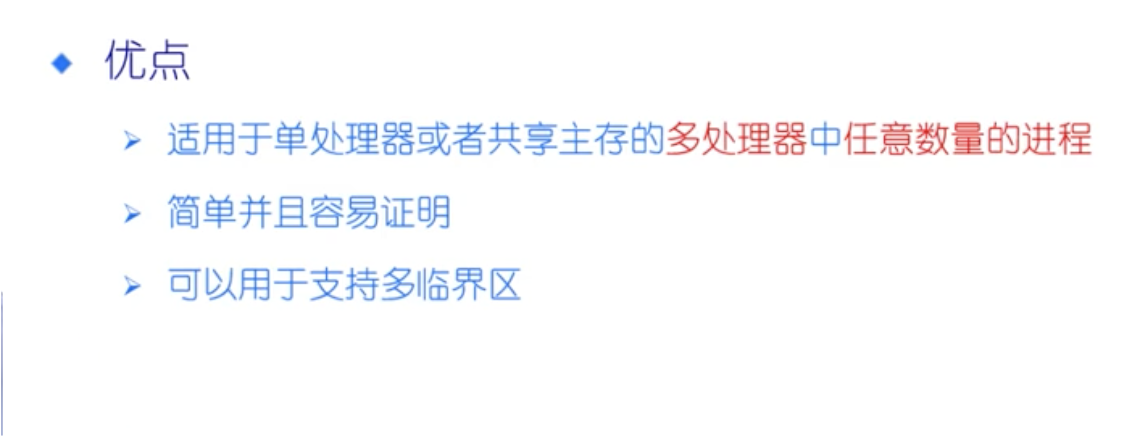 优点
适用于单处理器或者共享主存的多处理器中任意数量的进程
简单并且容易证明
可以用于支持多临界区